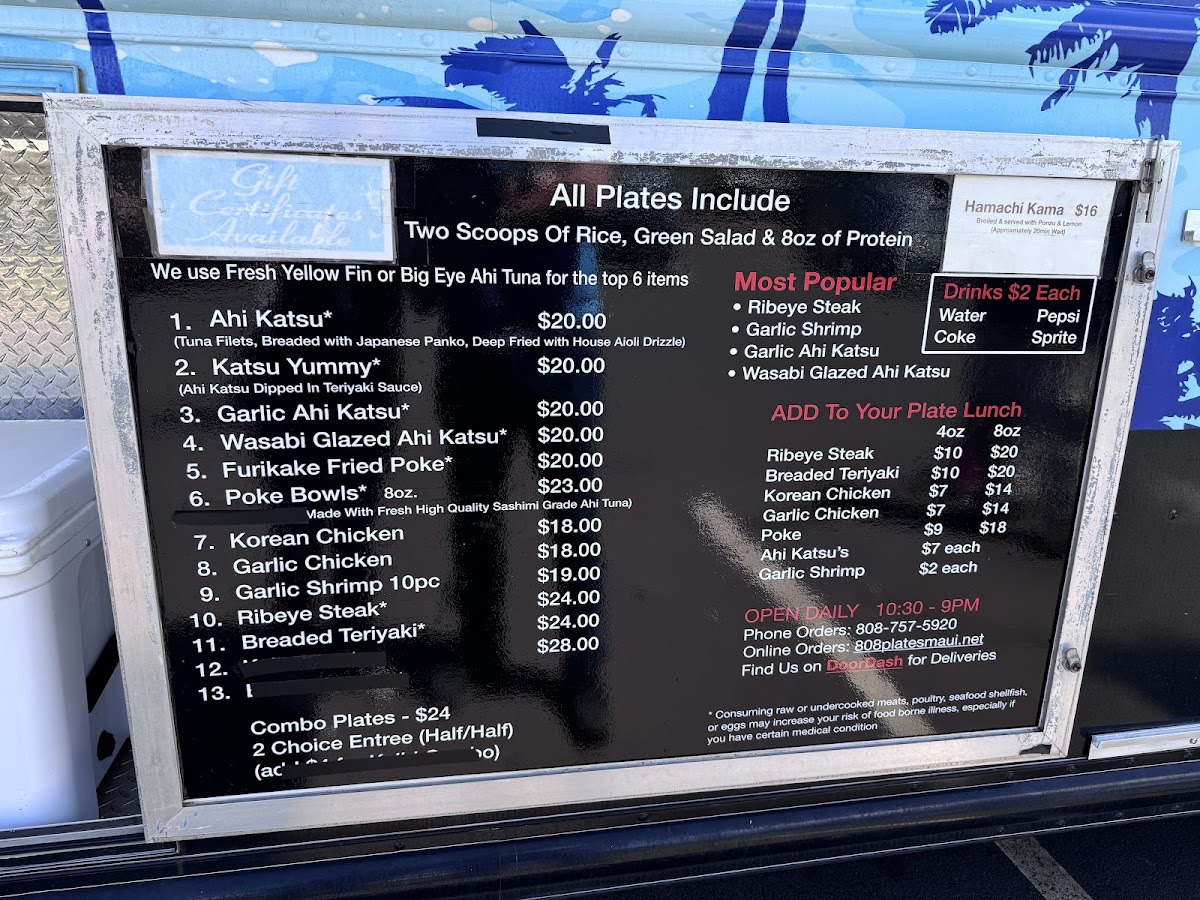 Gift
Certificates
Available
All Plates Include
Two Scoops Of Rice, Green Salad & 8oz of Protein
Hamachi Kama $16
Broiled & served with Ponzu & Lemon
(Approximately 20min Wait)
We use Fresh Yellow Fin or Big Eye Ahi Tuna for the top 6 items
1. Ahi Katsu* $20.00
(Tuna Filets, Breaded with Japanese Panko, Deep Fried with House Aioli Drizzle)
2. Katsu Yummy* $20.00
(Ahi Katsu Dipped In Teriyaki Sauce)
3. Garlic Ahi Katsu* $20.00
4. Wasabi Glazed Ahi Katsu* $20.00
5. Furikake Fried Poke* $20.00
6. Poke Bowls* 8oz. $23.00
Made With Fresh High Quality Sashimi Grade Ahi Tuna)
7. Korean Chicken $18.00
8. Garlic Chicken $18.00
9. Garlic Shrimp 10pc $19.00
10. Ribeye Steak* $24.00
11. Breaded Teriyaki* $24.00
12. $28.00
13.
Combo Plates - $24
2 Choice Entree (Half/Half)
Most Popular
• Ribeye Steak
• Garlic Shrimp
• Garlic Ahi Katsu
• Wasabi Glazed Ahi Katsu
Drinks $2 Each
Water Pepsi
Coke Sprite
ADD To Your Plate Lunch
4oz 8oz
Ribeye Steak $10 $20
Breaded Teriyaki $10 $20
Korean Chicken $7 $14
Garlic Chicken $7 $14
Poke $9 $18
Ahi Katsu's $7 each
Garlic Shrimp $2 each
OPEN DAILY 10:30 - 9PM
Phone Orders: 808-757-5920
Online Orders: 808platesmaui.net
Find Us on DoorDash for Deliveries
* Consuming raw or undercooked meats, poultry, seafood shellfish,
or eggs may increase your risk of food borne illness, especially if
you have certain medical condition